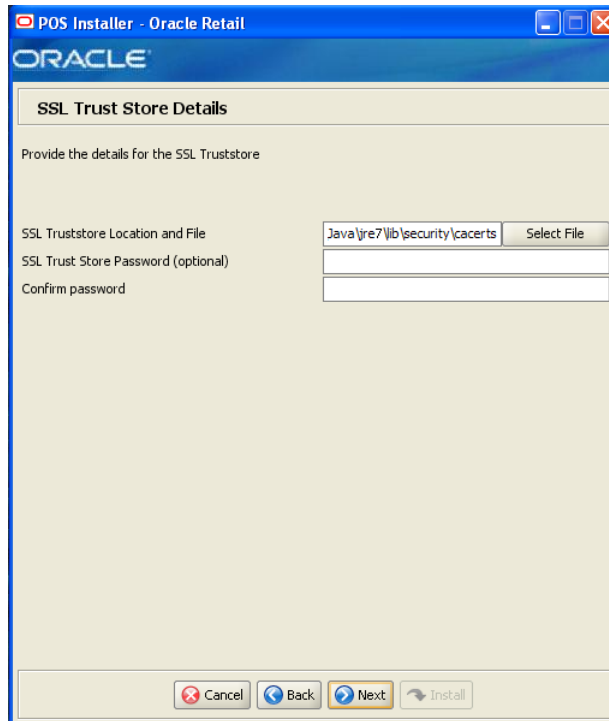 POS Installer - Oracle Retail
ORACLE
SSL Trust Store Details
Provide the details for the SSL Truststore
SSL Truststore Location and File Java\jre7\lib\security\cacerts Select File
SSL Trust Store Password (optional)
Confirm password
Cancel Back Next Install